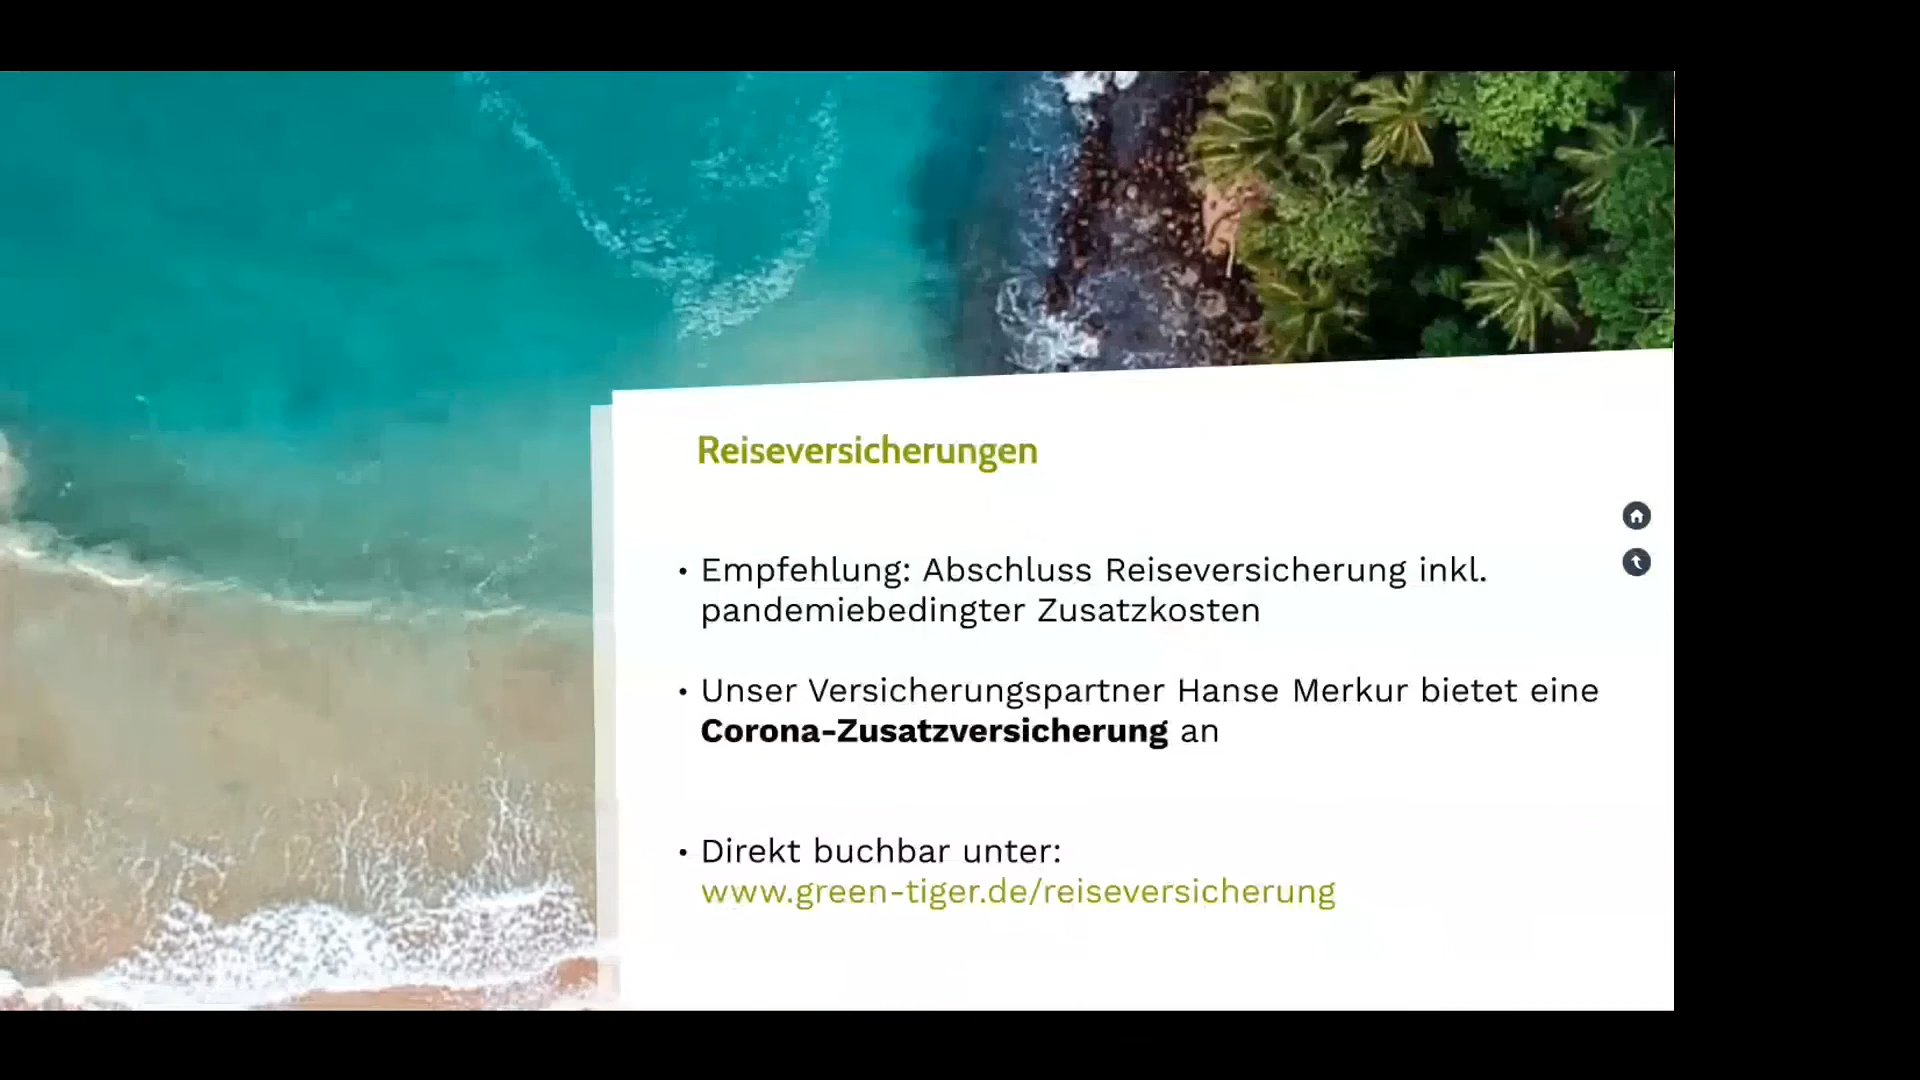 Reiseversicherungen
• Empfehlung: Abschluss Reiseversicherung inkl.
pandemiebedingter Zusatzkosten
• Unser Versicherungspartner Hanse Merkur bietet eine
Corona-Zusatzversicherung an
• Direkt buchbar unter:
www.green-tiger.de/reiseversicherung